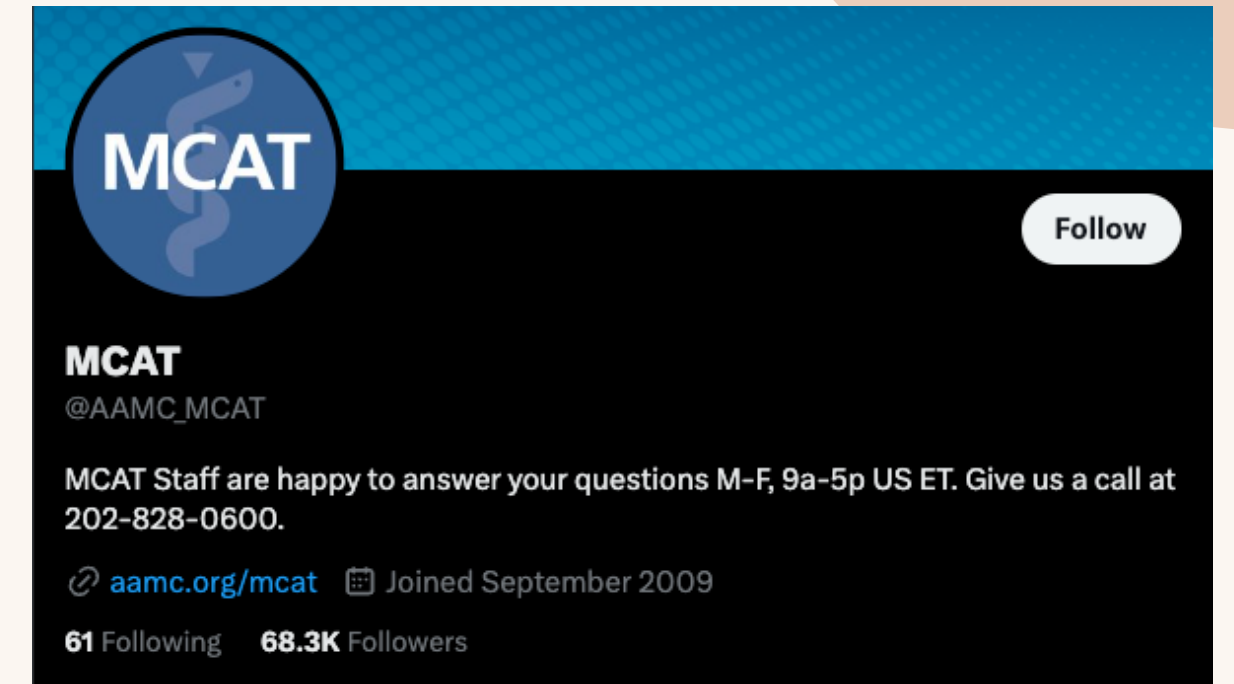 MCAT
Follow
MCAT
@AAMC_MCAT
MCAT Staff are happy to answer your questions M-F, 9a-5p US ET. Give us a call at
202-828-0600.
aamc.org/mcat Joined September 2009
61 Following 68.3K Followers